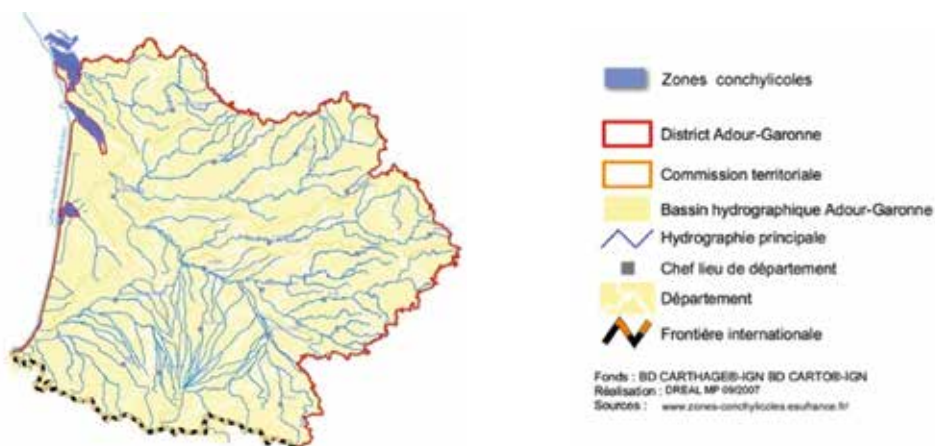 Zones conchylicoles
District Adour-Garonne
Commission territoriale
Bassin hydrographique Adour-Garonne
Hydrographie principale
Chef lieu de département
Département
Frontière internationale
Fonds : BD CARTHAGE®-IGN BD CARTO®-IGN
Réalisation : DREAL MP 09/2007
Sources : www.zones-conchylicoles.eaufrance.fr/